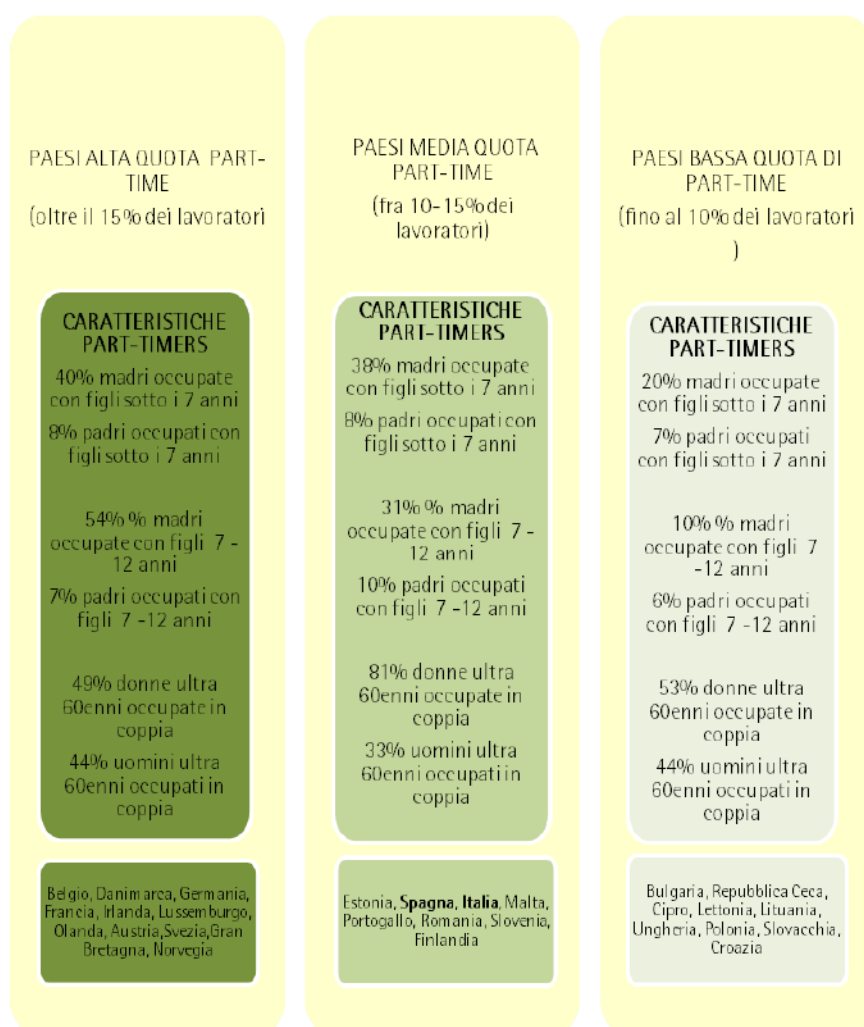 PAESI ALTA QUOTA PART-
TIME
(oltre il 15% dei lavoratori
CARATTERISTICHE
PART-TIMERS
40% madri occupate
con figli sotto i 7 anni
8% padri occupati con
figli sotto i 7 anni
54% % madri
occupate con figli 7 -
12 anni
7% padri occupati con
figli 7 -12 anni
49% donne ultra
60enni occupate in
coppia
44% uomini ultra
60enni occupati in
coppia
Belgio, Danimarca, Germania,
Francia, Irlanda, Lussemburgo,
Olanda, Austria,Svezia,Gran
Bretagna, Norvegia
PAESI MEDIA QUOTA
PART-TIME
(fra 10-15% dei
lavoratori)
CARATTERISTICHE
PART-TIMERS
38% madri occupate
con figli sotto i 7 anni
8% padri occupati con
figli sotto i 7 anni
31% % madri
occupate con figli 7 -
12 anni
10% padri occupati
con figli 7 -12 anni
81% donne ultra
60enni occupate in
coppia
33% uomini ultra
60enni occupati in
coppia
Estonia, Spagna, Italia, Malta,
Portogallo, Romania, Slovenia,
Finlandia
PAESI BASSA QUOTA DI
PART-TIME
(fino al 10% dei lavoratori
)
CARATTERISTICHE
PART-TIMERS
20% madri occupate
con figli sotto i 7 anni
7% padri occupati
con figli sotto i 7 anni
10% % madri
occupate con figli 7
-12 anni
6% padri occupati
con figli 7 -12 anni
53% donne ultra
60enni occupate in
coppia
44% uomini ultra
60enni occupati in
coppia
Bulgaria, Repubblica Ceca,
Cipro, Lettonia, Lituania,
Ungheria, Polonia, Slovacchia,
Croazia